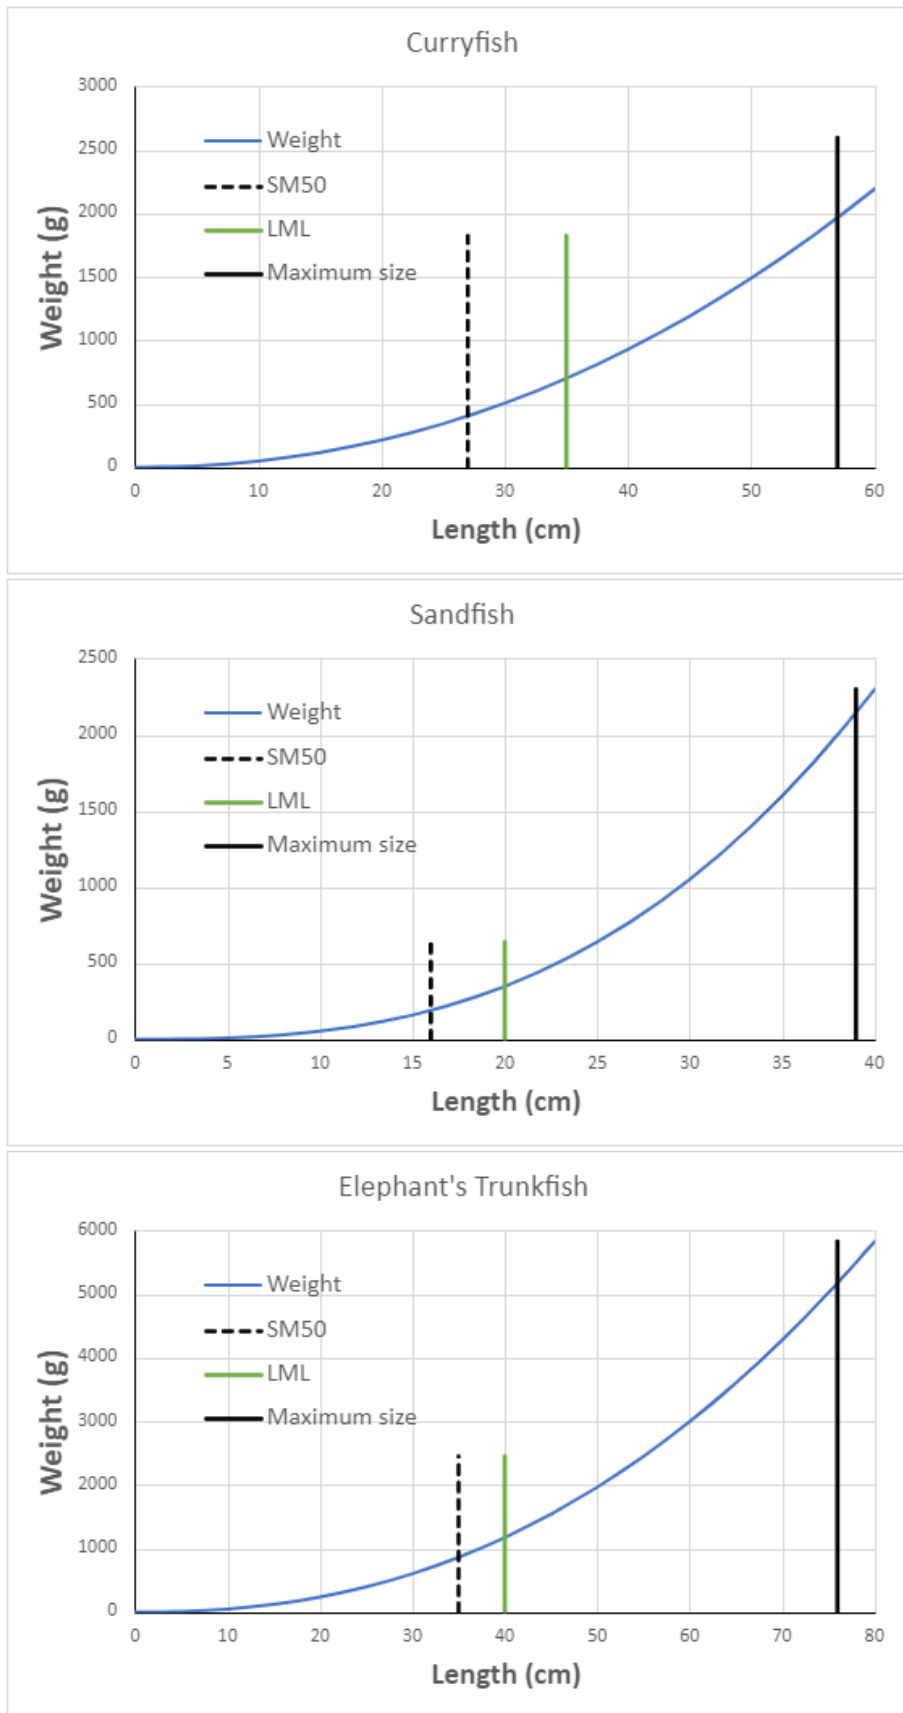 Curryfish
3000
2500
2000
1500
1000
500
0
Weight (g)
Weight
SM50
LML
Maximum size
0 10 20 30 40 50 60
Length (cm)
Sandfish
2500
2000
1500
1000
500
0
Weight (g)
Weight
SM50
LML
Maximum size
0 5 10 15 20 25 30 35 40
Length (cm)
Elephant's Trunkfish
6000
5000
4000
3000
2000
1000
0
Weight (g)
Weight
SM50
LML
Maximum size
0 10 20 30 40 50 60 70 80
Length (cm)